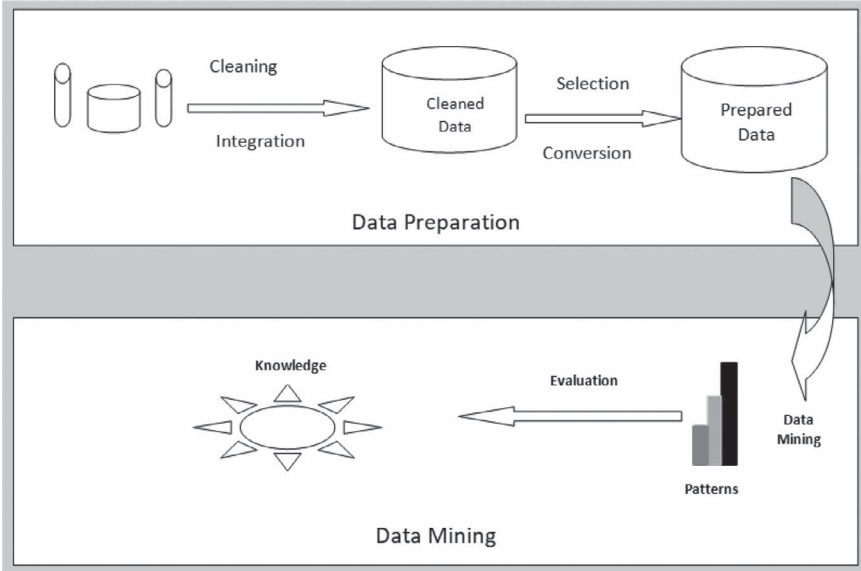 Cleaning
Integration
Cleaned
Data
Selection
Conversion
Prepared
Data
Data Preparation
Knowledge
Evaluation
Data
Mining
Patterns
Data Mining